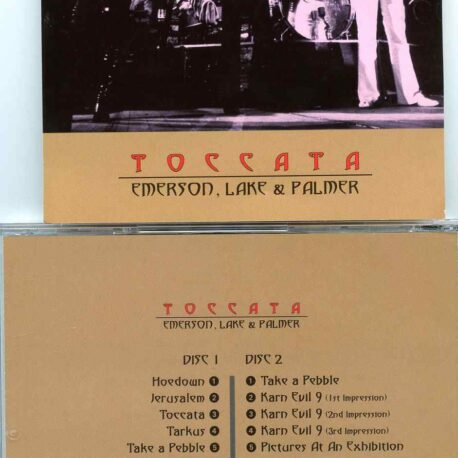 TOCCATA
EMERSON, LAKE & PALMER
TOCCATA
EMERSON, LAKE & PALMER
DISC 1
Hoedown 1
Jerusalem 2
Toccata 3
Tarkus 4
Take a Pebble 5
DISC 2
1 Take a Pebble
2 Karn Evil 9 (1st Impression)
3 Karn Evil 9 (2nd Impression)
4 Karn Evil 9 (3rd Impression)
5 Pictures At An Exhibition